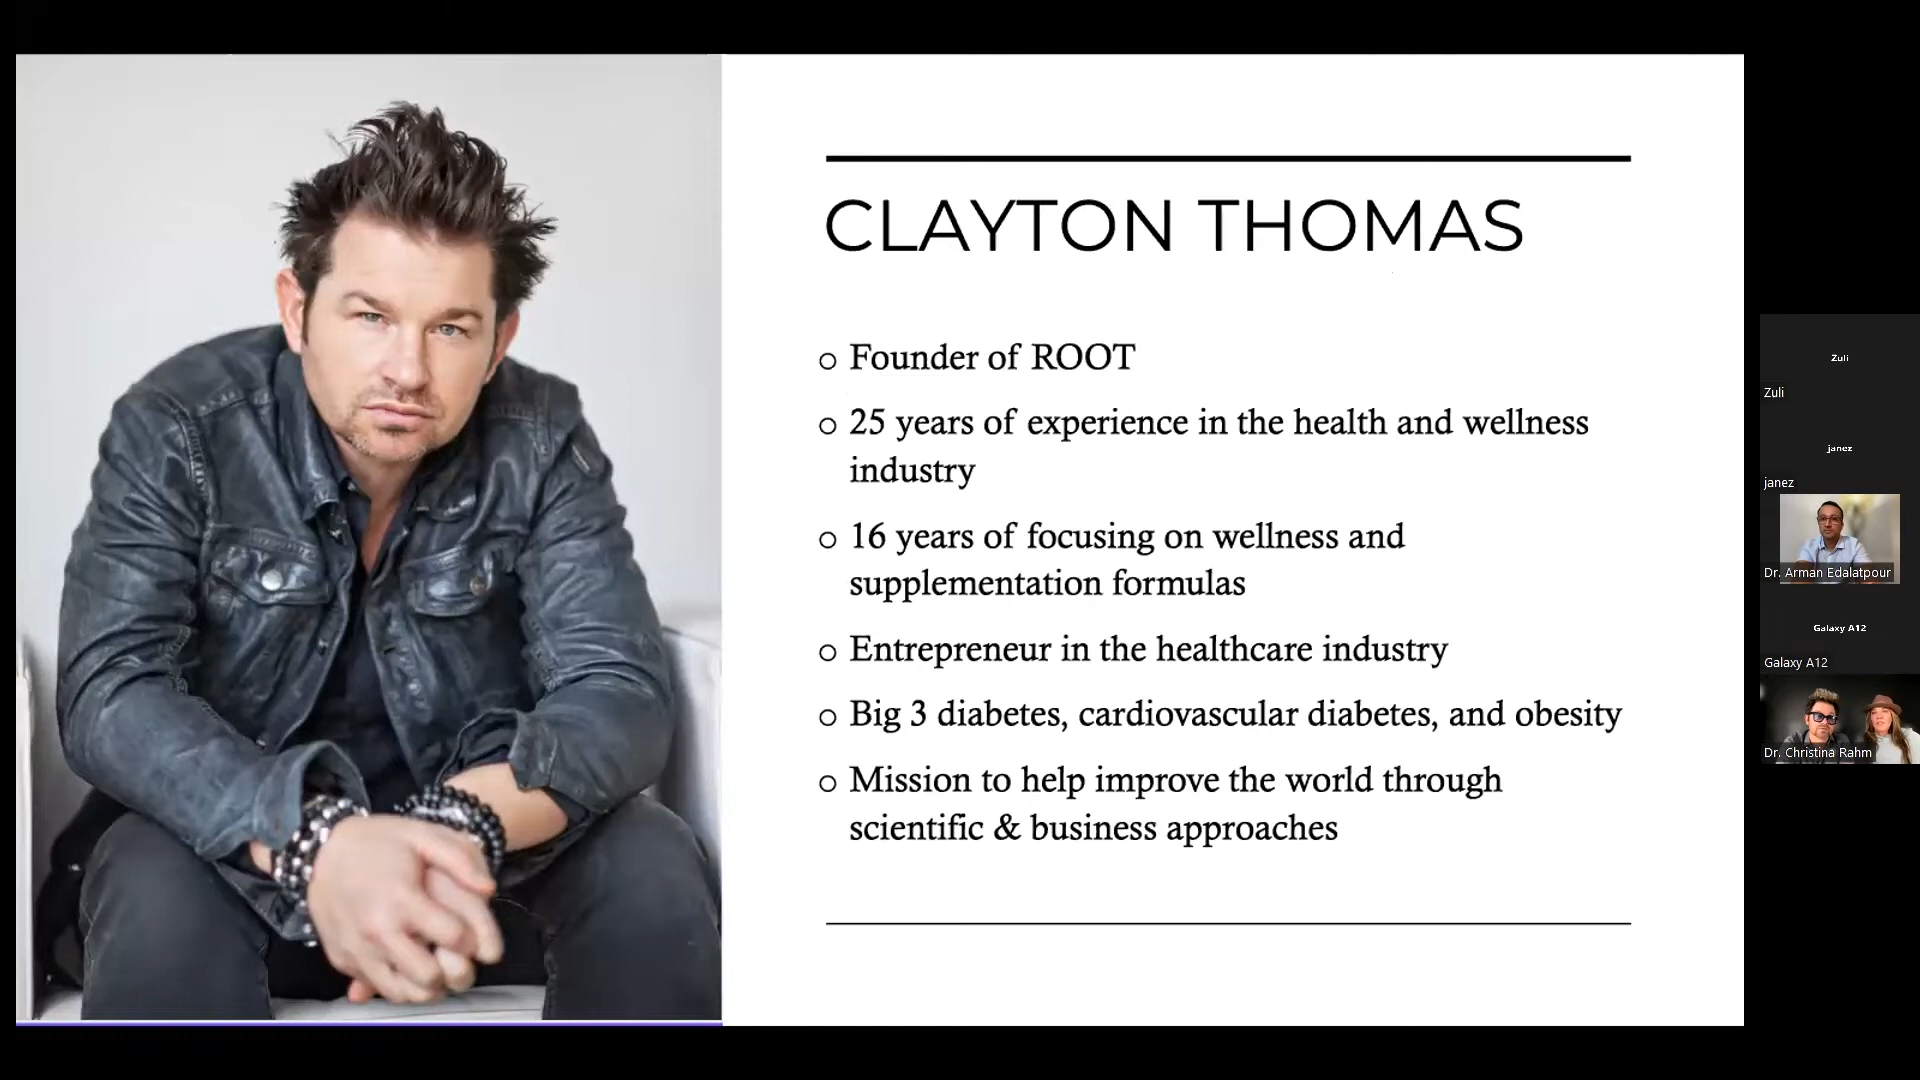 CLAYTON THOMAS
o Founder of ROOT
o 25 years of experience in the health and wellness
industry
o 16 years of focusing on wellness and
supplementation formulas
o Entrepreneur in the healthcare industry
o Big 3 diabetes, cardiovascular diabetes, and obesity
o Mission to help improve the world through
scientific & business approaches
Zuli
Zuli
janez
janez
Dr. Arman Edalatpour
Galaxy A12
Galaxy A12
Dr. Christina Rahm